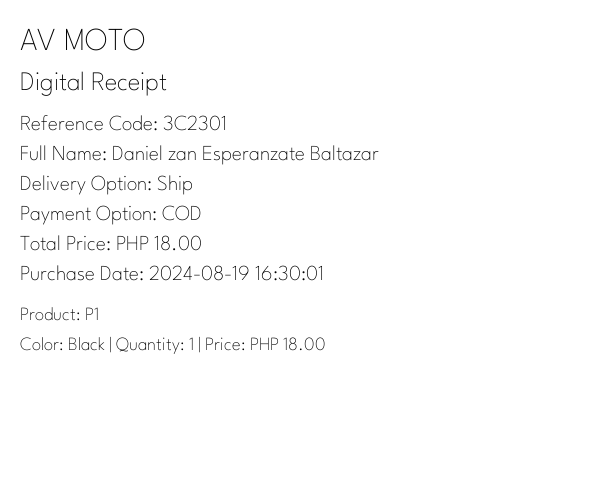 AV MOTO
Digital Receipt
Reference Code: 3C2301
Full Name: Daniel zan Esperanzate Baltazar
Delivery Option: Ship
Payment Option: COD
Total Price: PHP 18.00
Purchase Date: 2024-08-19 16:30:01
Product: P1
Color: Black | Quantity: 1 | Price: PHP 18.00